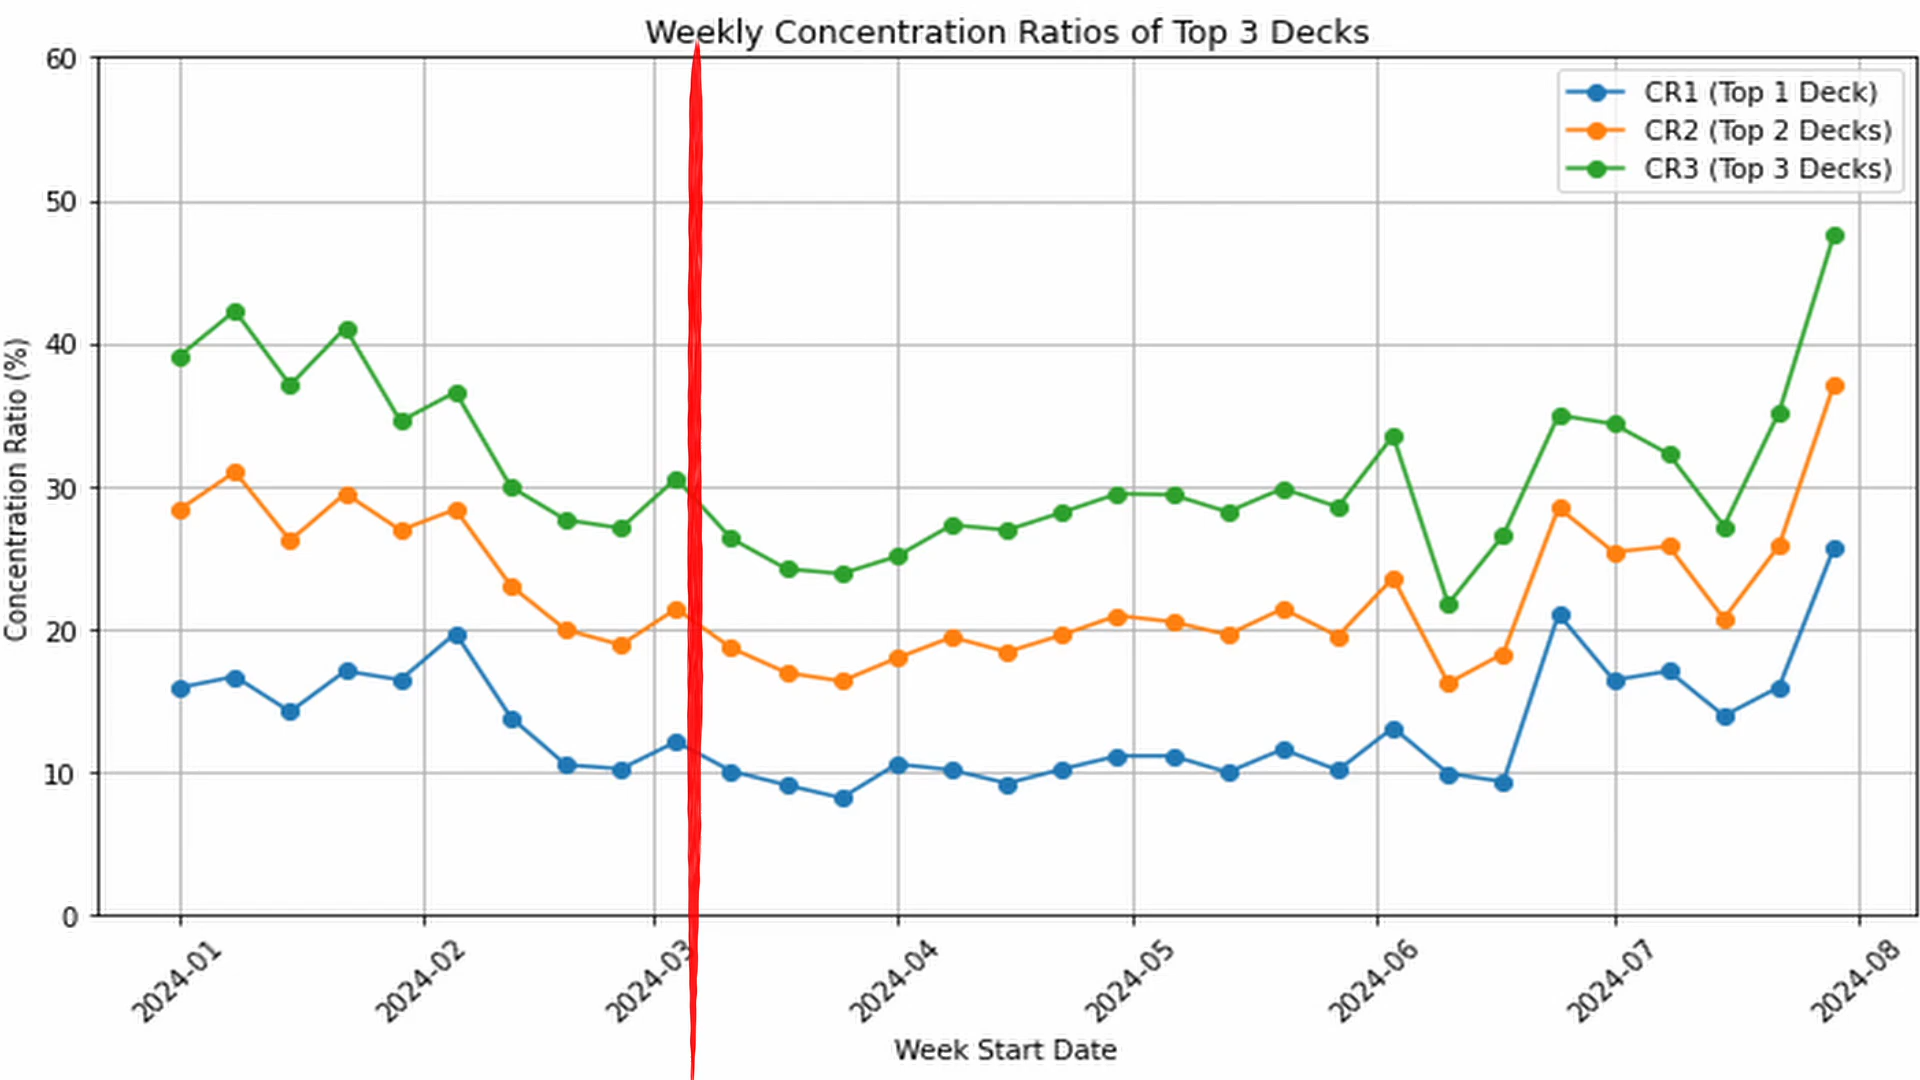 Weekly Concentration Ratios of Top 3 Decks
60
50
40
30
20
10
0
Concentration Ratio (%)
CR1 (Top 1 Deck)
CR2 (Top 2 Decks)
CR3 (Top 3 Decks)
2024-01
2024-02
2024-03
2024-04
2024-05
2024-06
2024-07
2024-08
Week Start Date